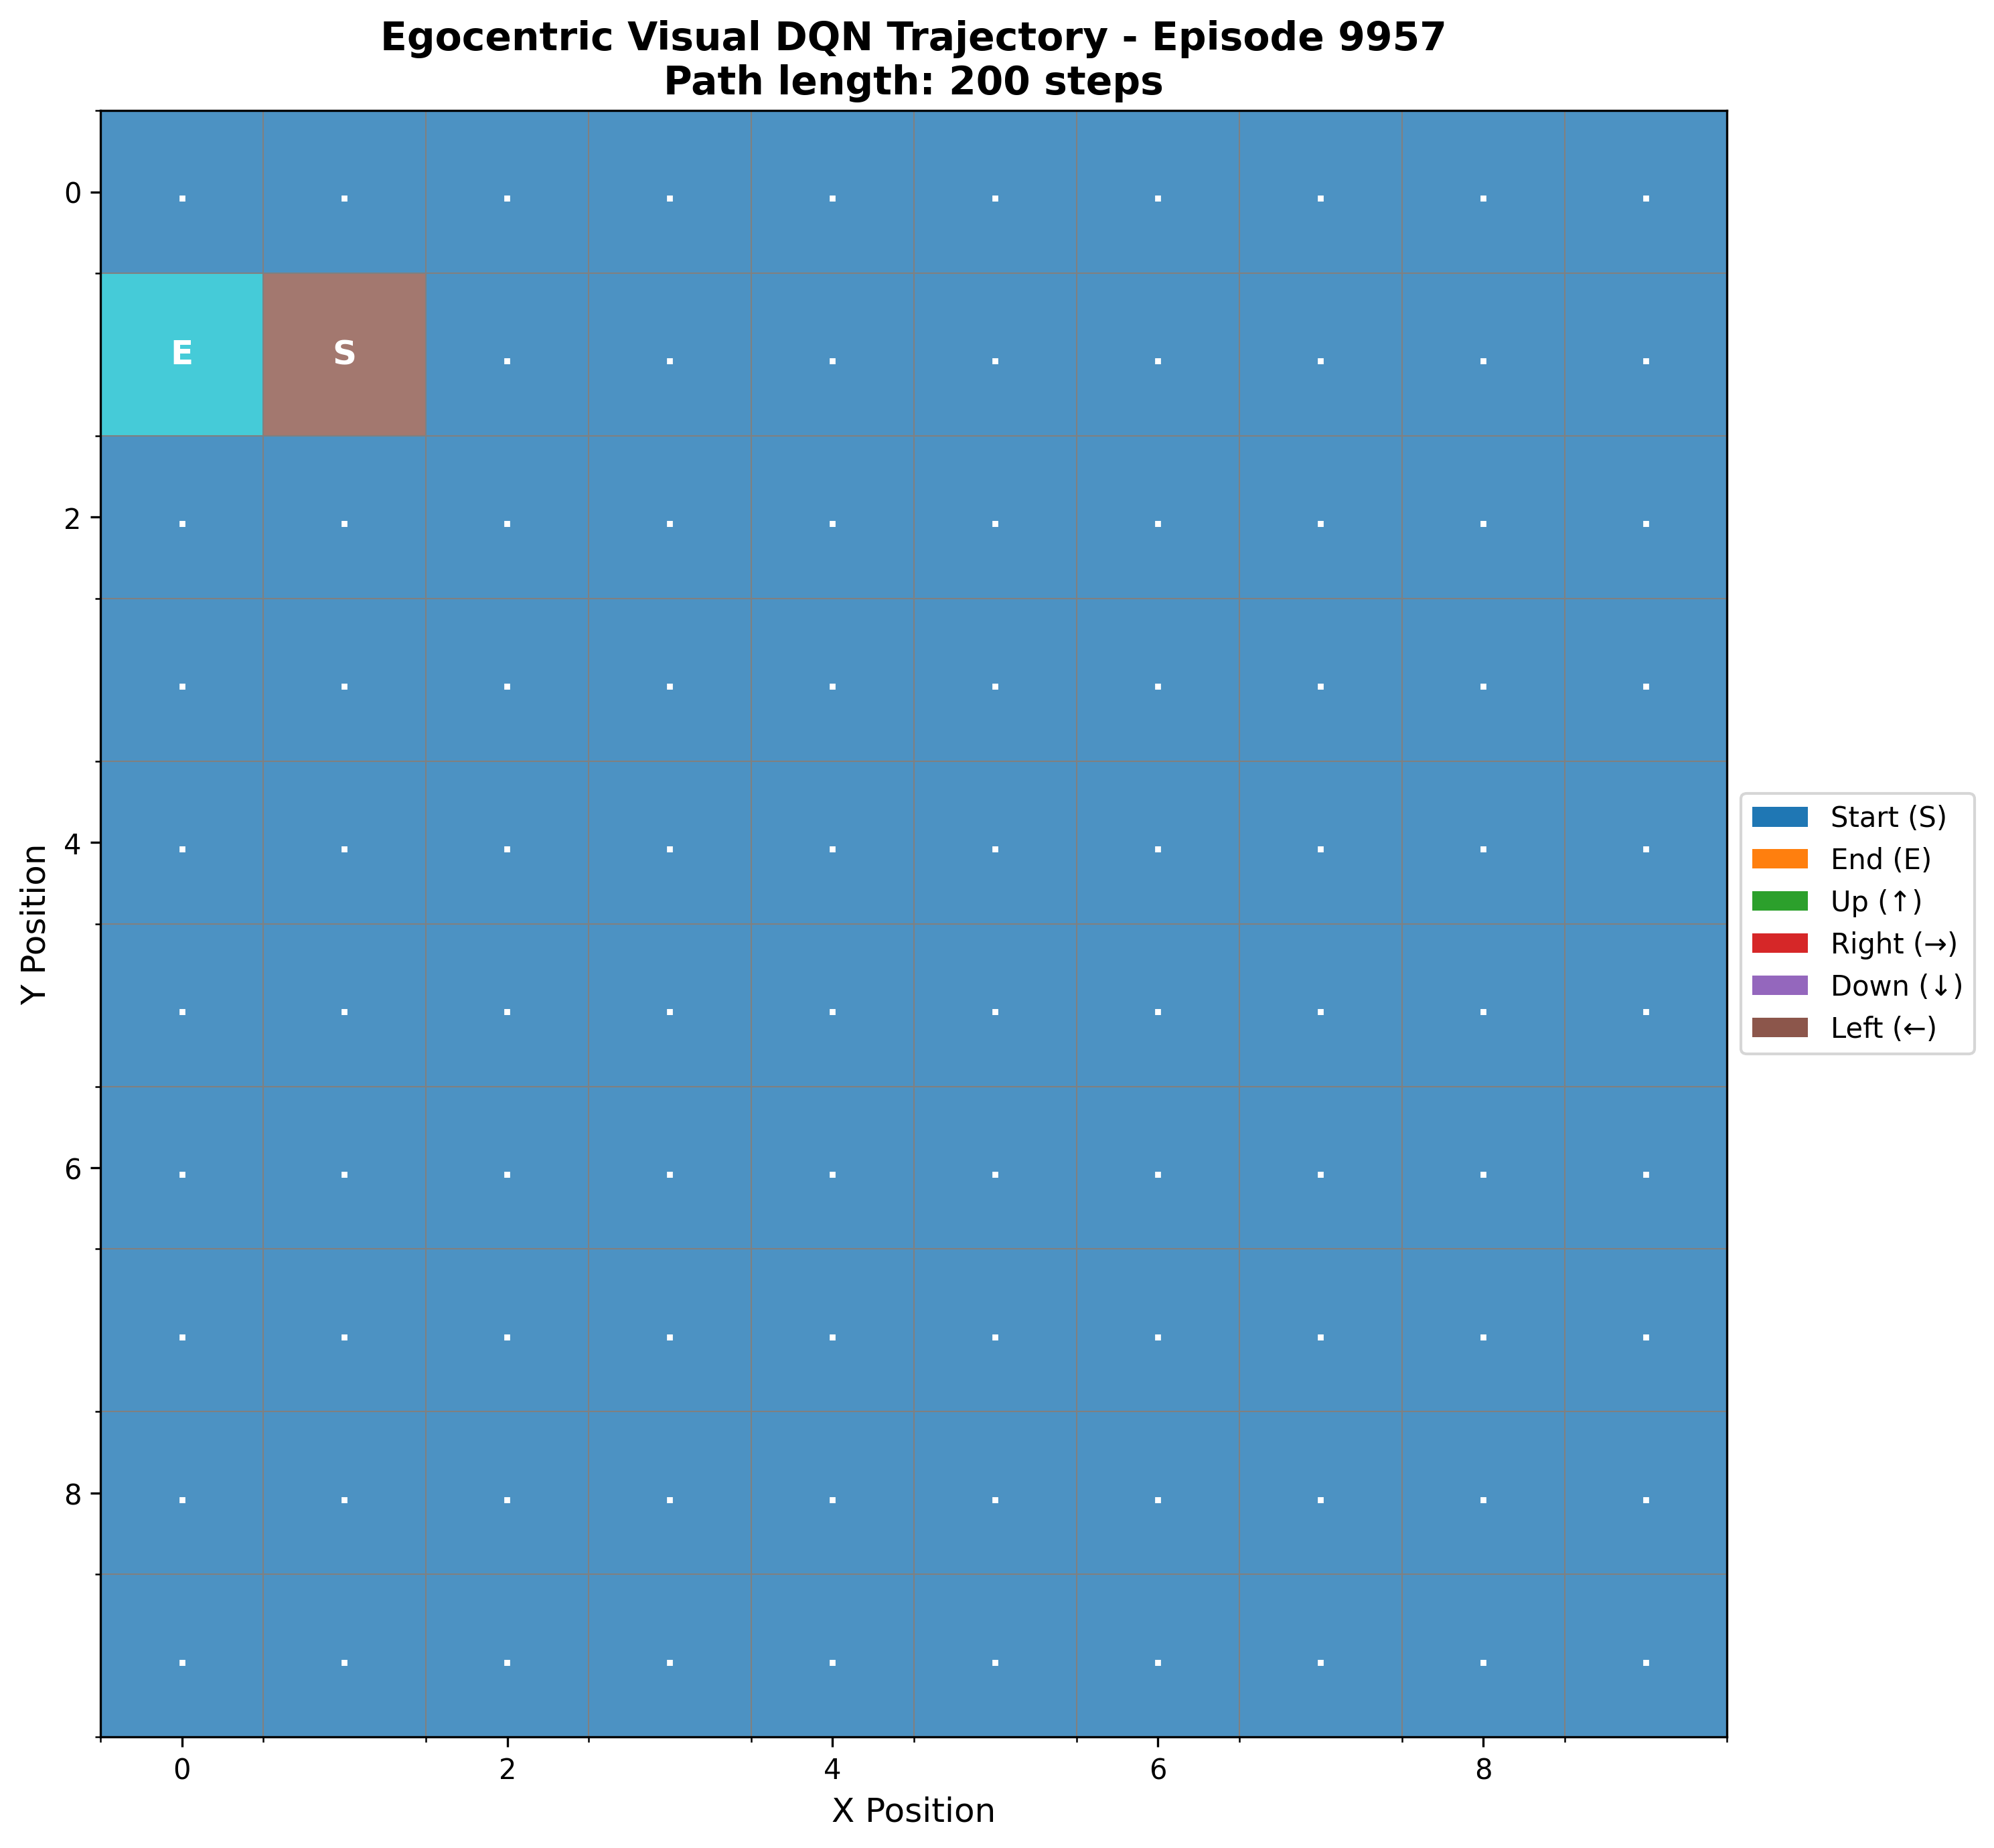 Egocentric Visual DQN Trajectory - Episode 9957
Path length: 200 steps
0
E S
2
4
6
8
0 2 4 6 8
X Position
Y Position
Start (S)
End (E)
Up (↑)
Right (→)
Down (↓)
Left (←)